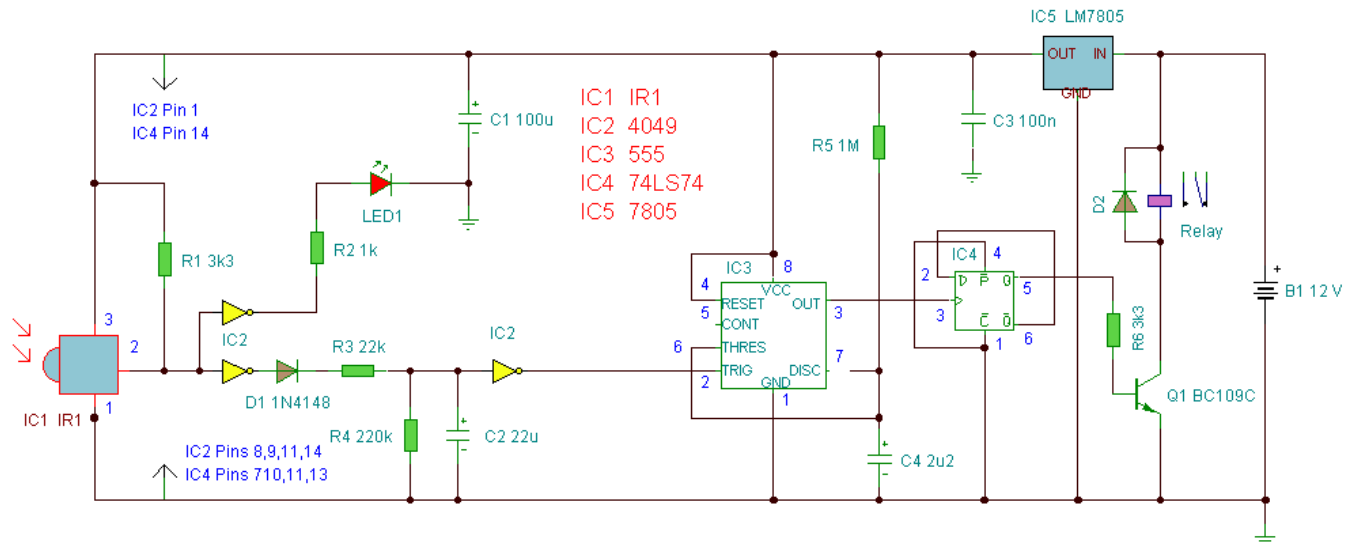 IC5 LM7805
OUT IN
GND
IC2 Pin 1
IC4 Pin 14
C1 100u
IC1 IR1
IC2 4049
IC3 555
IC4 74LS74
IC5 7805
R5 1M
C3 100n
LED1
D2
Relay
R1 3k3
R2 1k
IC3
8
4
VCC
RESET OUT
5
3
CONT
6
THRES
7
TRIG DISC
2
GND
1
IC4
4
2
D P Q
5
3
C Q
6
1
B1 12 V
R6 3k3
3
2
1
IC2
IC2
D1 1N4148
R3 22k
IC1 IR1
Q1 BC109C
R4 220k
C2 22u
IC2 Pins 8,9,11,14
IC4 Pins 710,11,13
C4 2u2